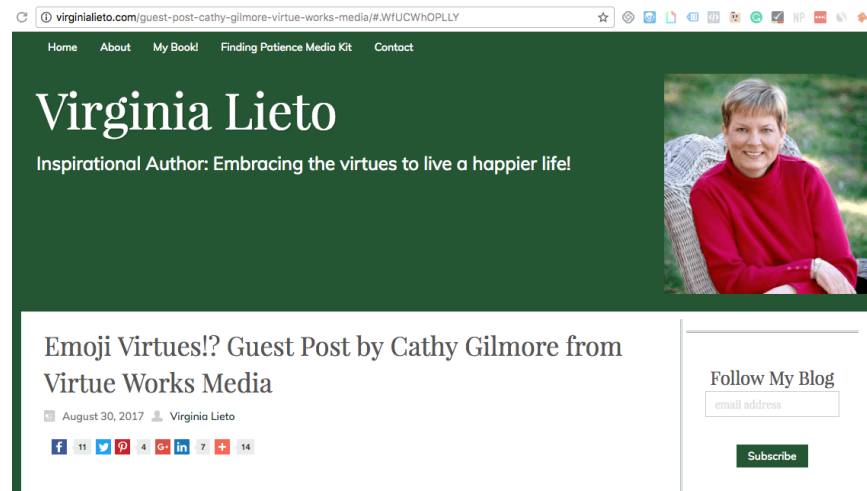 virginialieto.com/guest-post-cathy-gilmore-virtue-works-media/#.WfUCWhOPLLY
NP
Home About My Book! Finding Patience Media Kit Contact
Virginia Lieto
Inspirational Author: Embracing the virtues to live a happier life!
Emoji Virtues!? Guest Post by Cathy Gilmore from
Virtue Works Media
August 30, 2017 Virginia Lieto
11 4 G+ in 7 + 14
Follow My Blog
email address
Subscribe